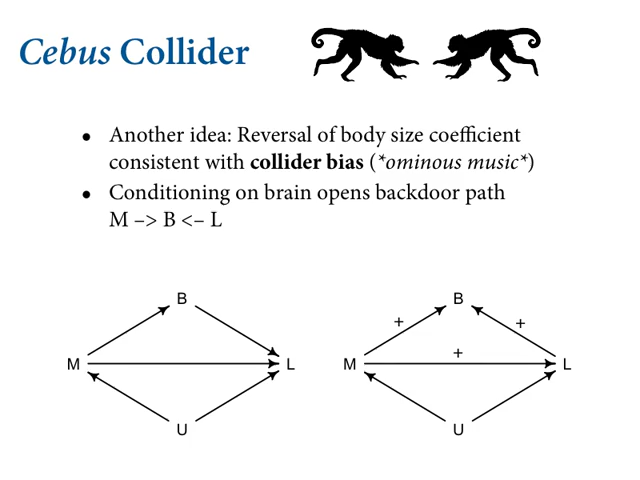 Cebus Collider
• Another idea: Reversal of body size coefficient
consistent with collider bias (*ominous music*)
• Conditioning on brain opens backdoor path
M –> B <– L
B
M
L
U
B
+
+
+
M
L
U